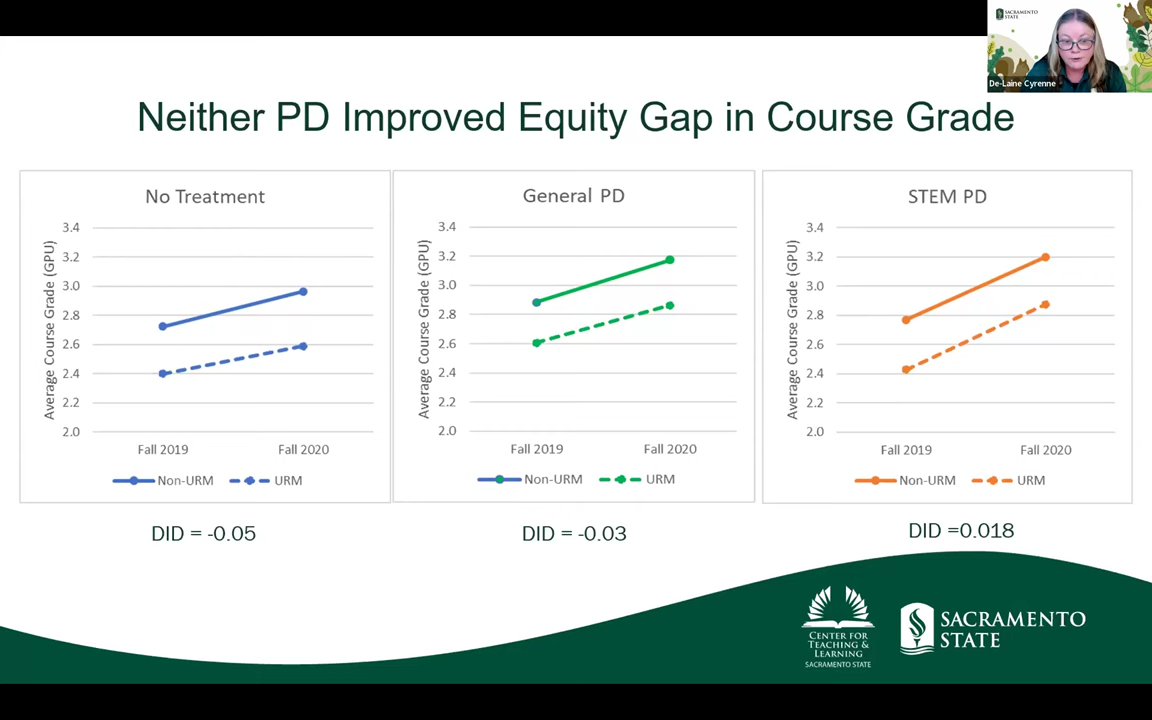 SACRAMENTO
STATE
De-Laine Cyrenne
Neither PD Improved Equity Gap in Course Grade
No Treatment
Average Course Grade (GPU)
3.4
3.2
3.0
2.8
2.6
2.4
2.2
2.0
Fall 2019 Fall 2020
Non-URM URM
DID = -0.05
General PD
Average Course Grade (GPU)
3.4
3.2
3.0
2.8
2.6
2.4
2.2
2.0
Fall 2019 Fall 2020
Non-URM URM
DID = -0.03
STEM PD
Average Course Grade (GPU)
3.4
3.2
3.0
2.8
2.6
2.4
2.2
2.0
Fall 2019 Fall 2020
Non-URM URM
DID =0.018
CENTER FOR
TEACHING &
LEARNING
SACRAMENTO STATE
SACRAMENTO
STATE